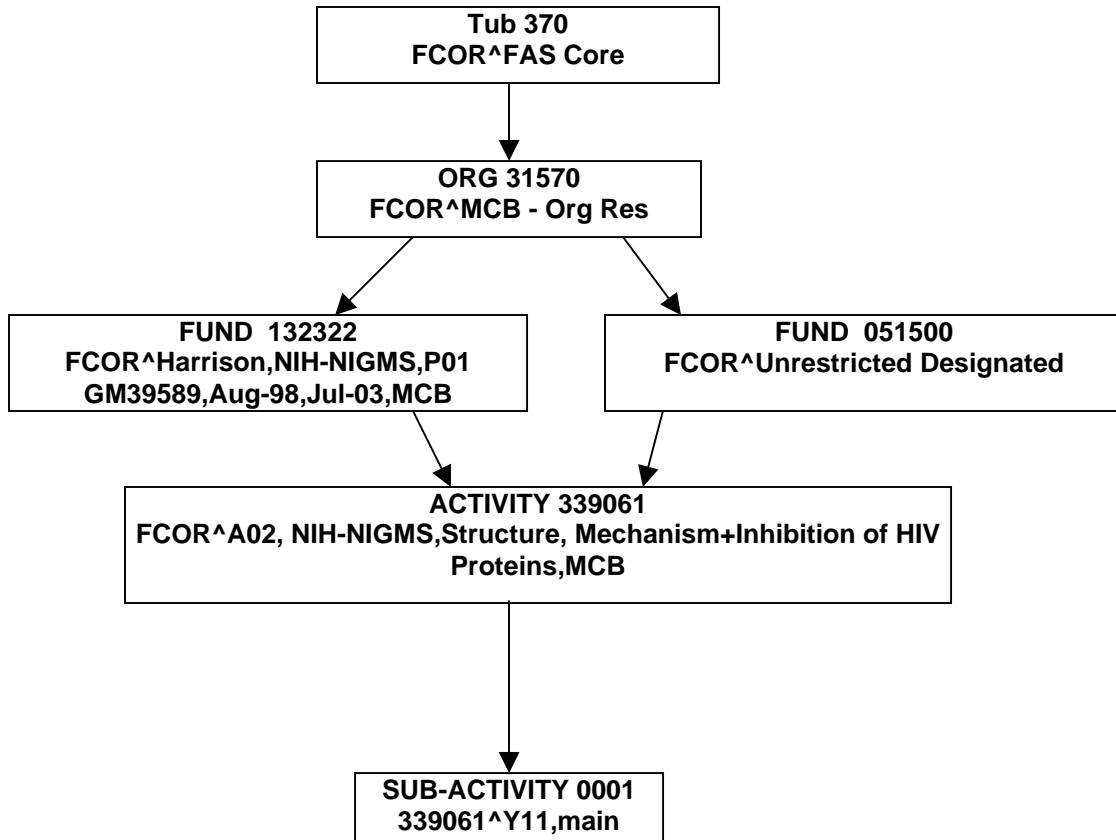 Tub 370
FCOR^FAS Core
ORG 31570
FCOR^MCB - Org Res
FUND  132322
FCOR^Harrison,NIH-NIGMS,P01
GM39589,Aug-98,Jul-03,MCB
FUND  051500
FCOR^Unrestricted Designated
ACTIVITY 339061
FCOR^A02, NIH-NIGMS,Structure, Mechanism+Inhibition of HIV
Proteins,MCB
SUB-ACTIVITY 0001
339061^Y11,main